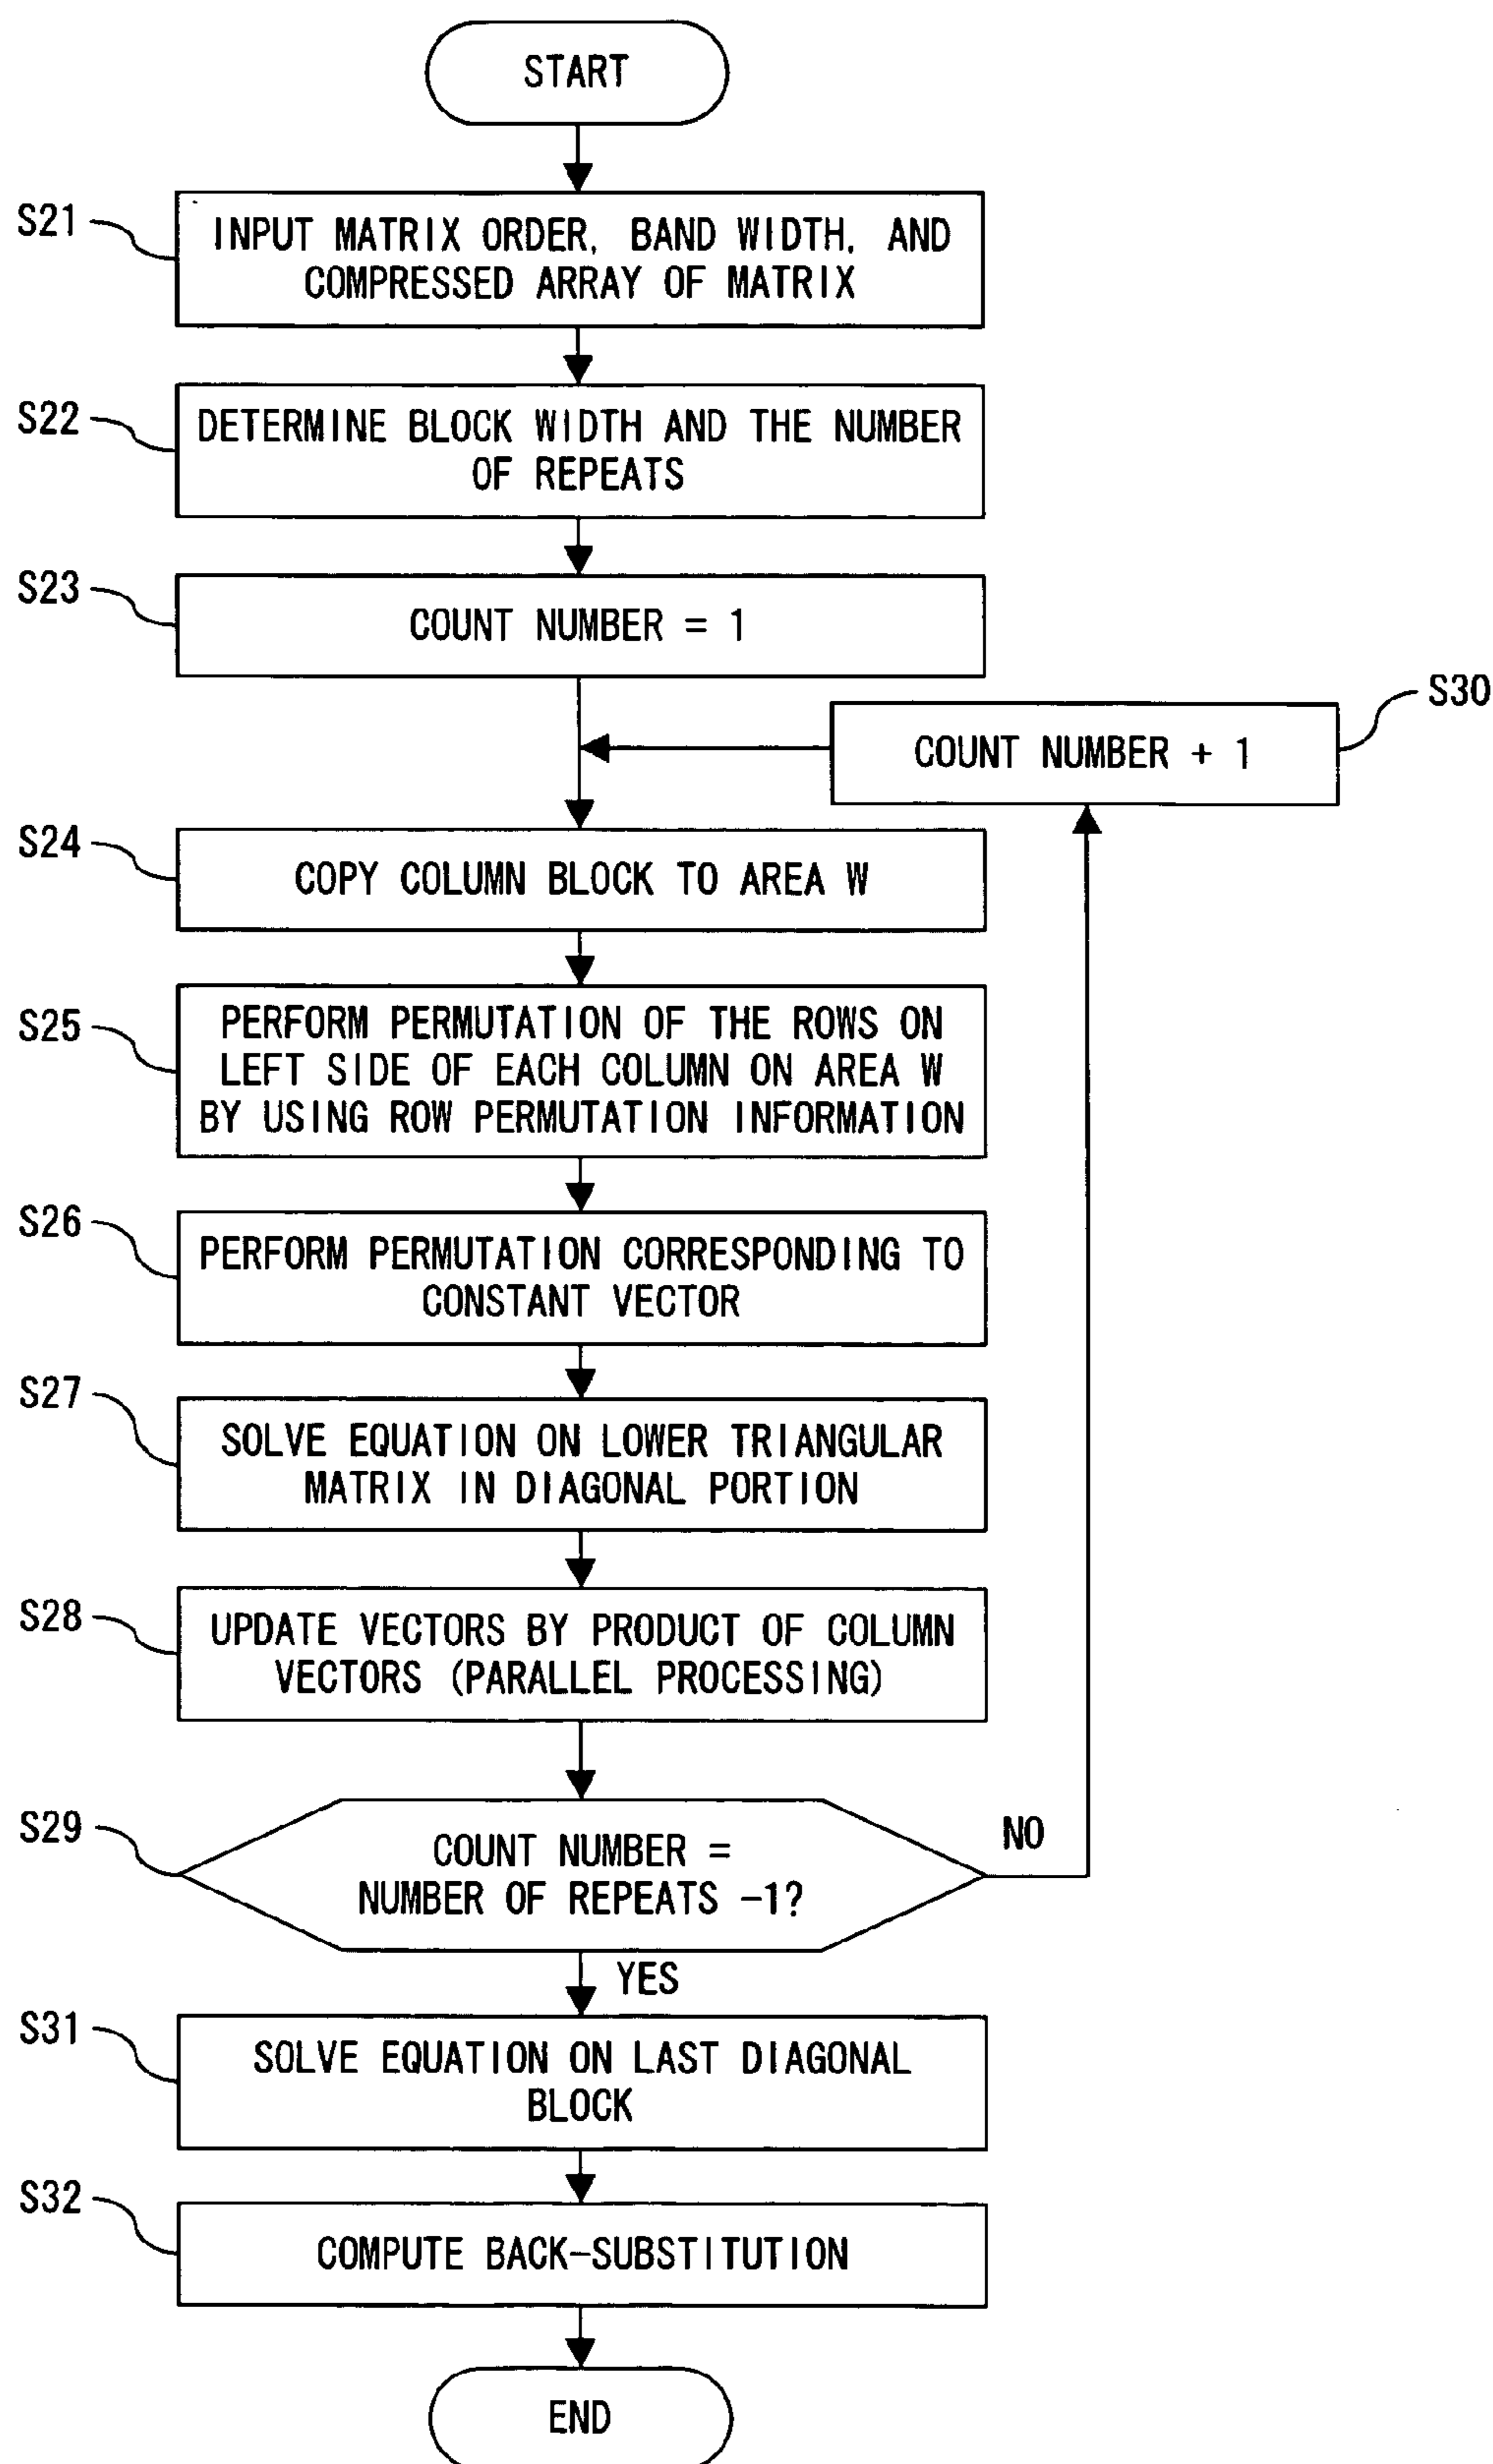 START
S21
INPUT MATRIX ORDER, BAND WIDTH, AND
COMPRESSED ARRAY OF MATRIX
S22
DETERMINE BLOCK WIDTH AND THE NUMBER
OF REPEATS
S23
COUNT NUMBER = 1
S30
COUNT NUMBER + 1
S24
COPY COLUMN BLOCK TO AREA W
S25
PERFORM PERMUTATION OF THE ROWS ON
LEFT SIDE OF EACH COLUMN ON AREA W
BY USING ROW PERMUTATION INFORMATION
S26
PERFORM PERMUTATION CORRESPONDING TO
CONSTANT VECTOR
S27
SOLVE EQUATION ON LOWER TRIANGULAR
MATRIX IN DIAGONAL PORTION
S28
UPDATE VECTORS BY PRODUCT OF COLUMN
VECTORS (PARALLEL PROCESSING)
S29
COUNT NUMBER =
NUMBER OF REPEATS -1?
NO
YES
S31
SOLVE EQUATION ON LAST DIAGONAL
BLOCK
S32
COMPUTE BACK-SUBSTITUTION
END